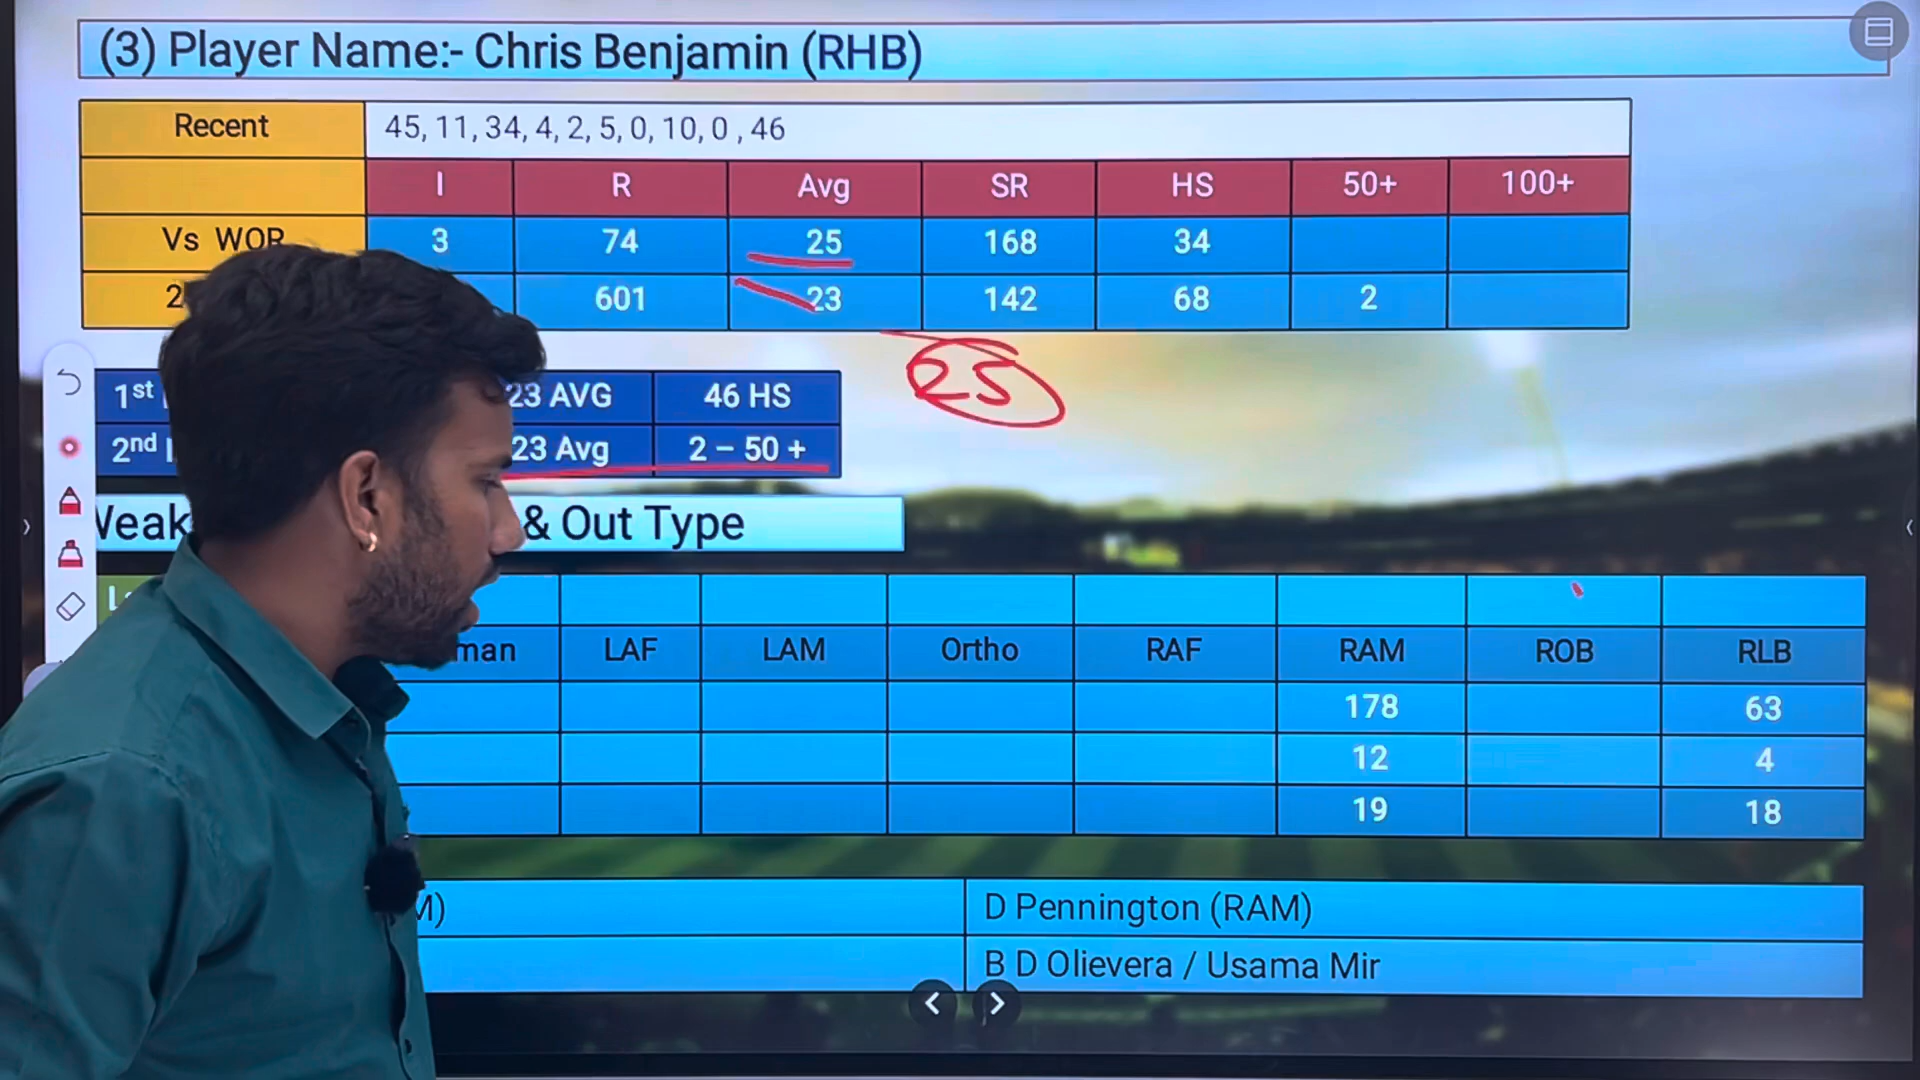 (3) Player Name:- Chris Benjamin (RHB)
Recent 45, 11, 34, 4, 2, 5, 0, 10, 0 , 46
I R Avg SR HS 50+ 100+
Vs WOR 3 74 25 168 34
601 23 142 68 2
25
1st 23 AVG 46 HS
2nd 23 Avg 2 – 50 +
& Out Type
LAF LAM Ortho RAF RAM ROB RLB
178 63
12 4
19 18
D Pennington (RAM)
B D Olievera / Usama Mir